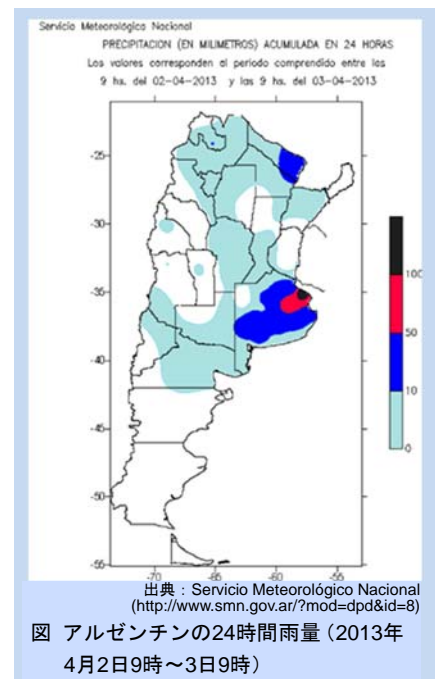 Servicio Meteorológico Nacional
PRECIPITACION (EN MILIMETROS) ACUMULADA EN 24 HORAS
Los valores corresponden al periodo comprendido entre las
9 hs. del 02-04-2013 y las 9 hs. del 03-04-2013
-25
-30
-35
-40
-45
-50
-55
-70
-65
-60
-55
100
50
10
0
出典：Servicio Meteorológico Nacional
(http://www.smn.gov.ar/?mod=dpd&id=8)
図 アルゼンチンの24時間雨量（2013年
4月2日9時～3日9時）